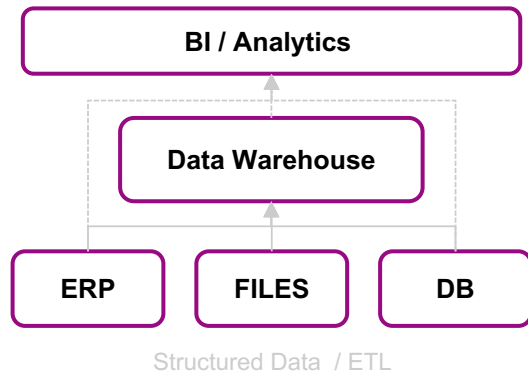 BI / Analytics
Data Warehouse
ERP
FILES
DB
Structured Data / ETL